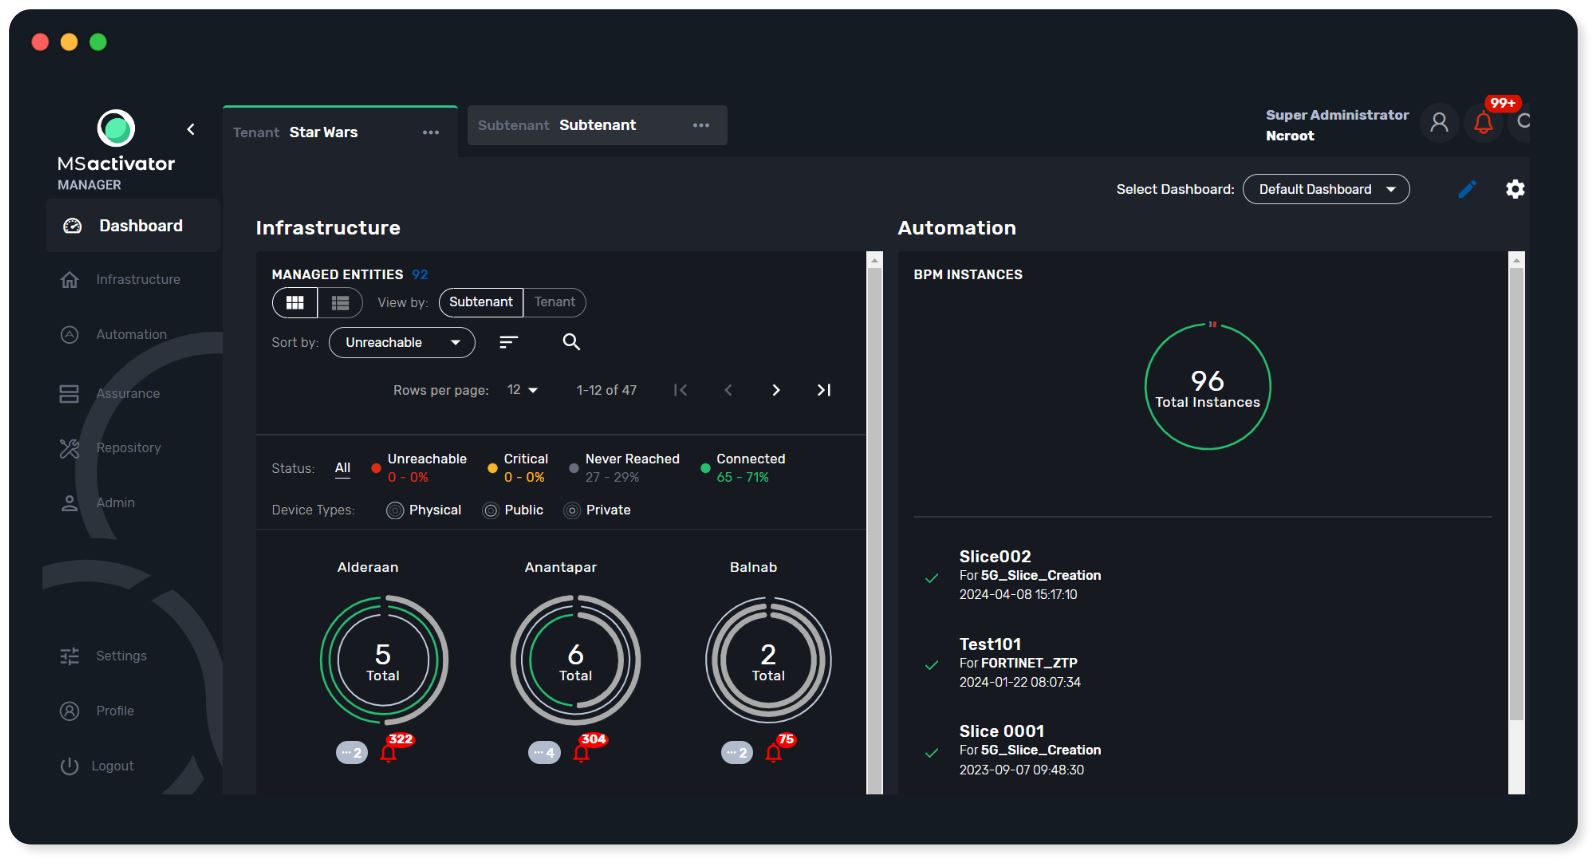 MSactivator
MANAGER
Dashboard
Infrastructure
Automation
Assurance
Repository
Admin
Settings
Profile
Logout
Tenant Star Wars
Subtenant Subtenant
Super Administrator
Ncroot
99+
Select Dashboard: Default Dashboard
Infrastructure
MANAGED ENTITIES 92
View by: Subtenant Tenant
Sort by: Unreachable
Rows per page: 12 1-12 of 47
Status: All
Unreachable
0 - 0%
Critical
0 - 0%
Never Reached
27 - 29%
Connected
65 - 71%
Device Types: Physical Public Private
Alderaan
5
Total
2
322
Anantapar
6
Total
4
304
Balnab
2
Total
2
75
Automation
BPM INSTANCES
96
Total Instances
Slice002
For 5G_Slice_Creation
2024-04-08 15:17:10
Test101
For FORTINET_ZTP
2024-01-22 08:07:34
Slice 0001
For 5G_Slice_Creation
2023-09-07 09:48:30